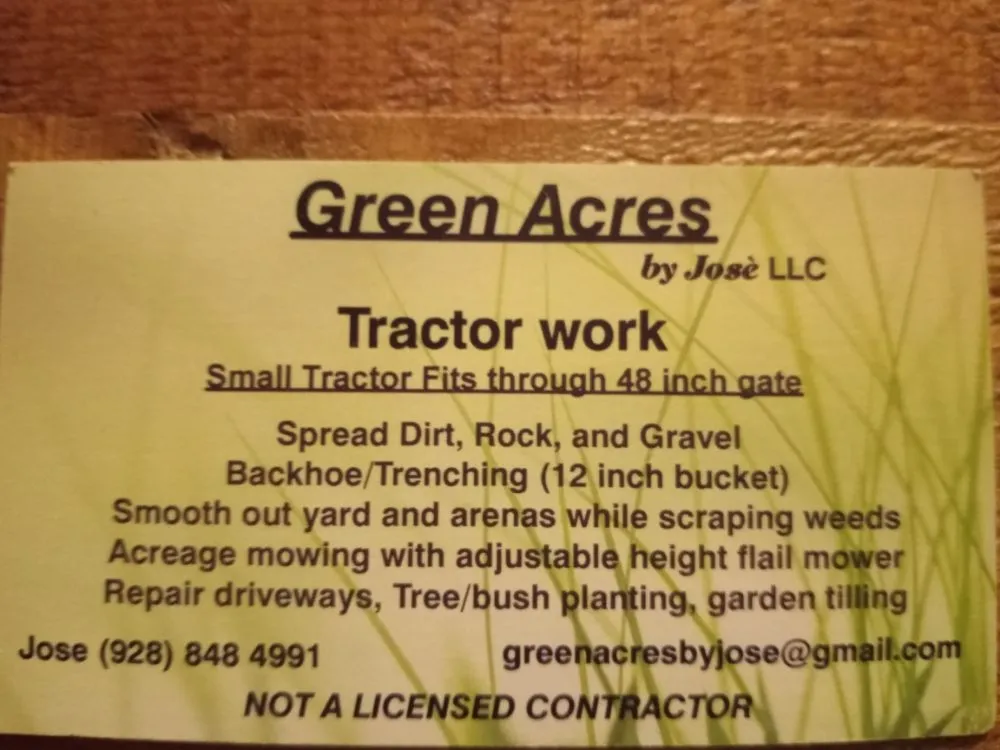 Green Acres
by Josè LLC
Tractor work
Small Tractor Fits through 48 inch gate
Spread Dirt, Rock, and Gravel
Backhoe/Trenching (12 inch bucket)
Smooth out yard and arenas while scraping weeds
Acreage mowing with adjustable height flail mower
Repair driveways, Tree/bush planting, garden tilling
Jose (928) 848 4991 greenacresbyjose@gmail.com
NOT A LICENSED CONTRACTOR